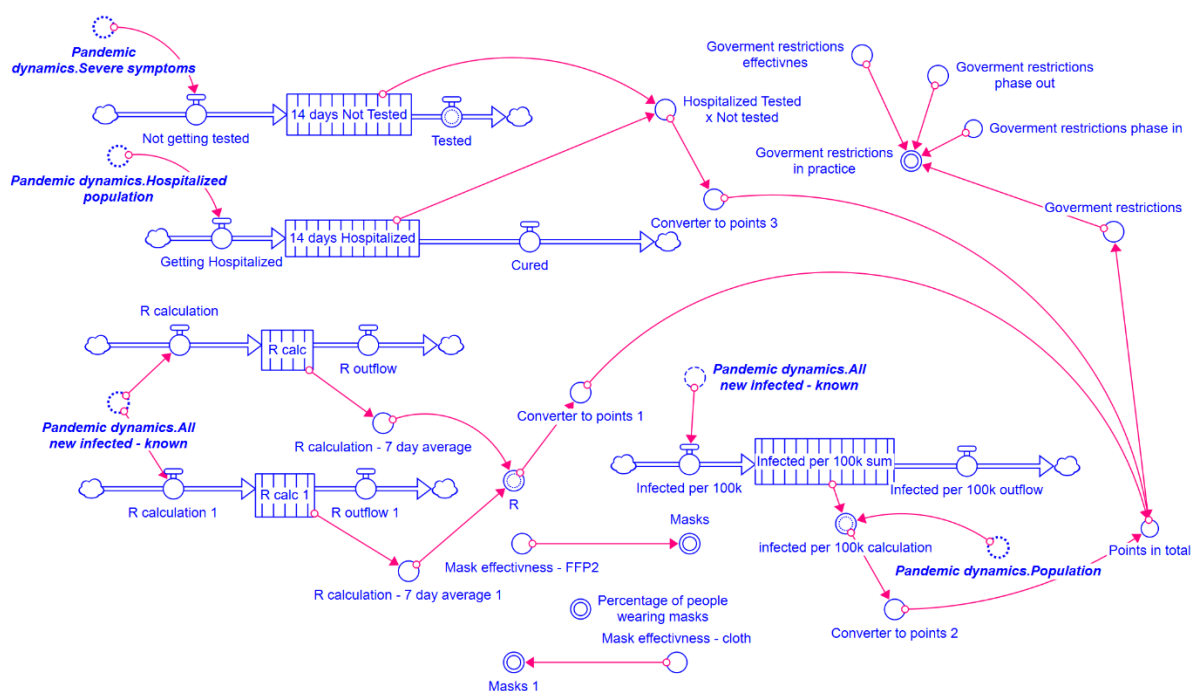 Pandemic
dynamics.Severe symptoms
Not getting tested
14 days Not Tested
Tested
Hospitalized Tested
x Not tested
Goverment restrictions
effectivnes
Goverment restrictions
phase out
Goverment restrictions phase in
Goverment restrictions
in practice
Goverment restrictions
Pandemic dynamics.Hospitalized
population
Getting Hospitalized
14 days Hospitalized
Cured
Converter to points 3
R calculation
R calc
R outflow
Pandemic dynamics.All
new infected - known
R calculation - 7 day average
R calculation 1
R calc 1
R outflow 1
R calculation - 7 day average 1
R
Converter to points 1
Pandemic dynamics.All
new infected - known
Infected per 100k
Infected per 100k sum
Infected per 100k outflow
infected per 100k calculation
Pandemic dynamics.Population
Points in total
Converter to points 2
Masks
Mask effectivness - FFP2
Percentage of people
wearing masks
Mask effectivness - cloth
Masks 1